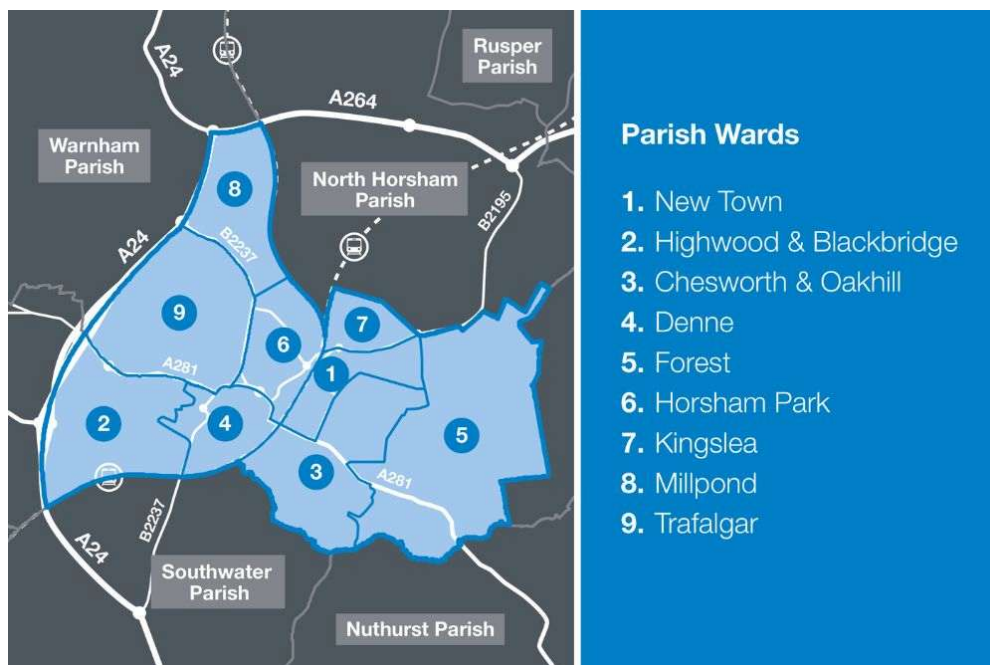 A24
A264
Rusper
Parish
Warnham
Parish
North Horsham
Parish
B2195
8
B2237
A24
9
7
6
A281
1
2
4
5
3
A281
B2237
A24
Southwater
Parish
Nuthurst Parish
Parish Wards
1. New Town
2. Highwood & Blackbridge
3. Chesworth & Oakhill
4. Denne
5. Forest
6. Horsham Park
7. Kingslea
8. Millpond
9. Trafalgar